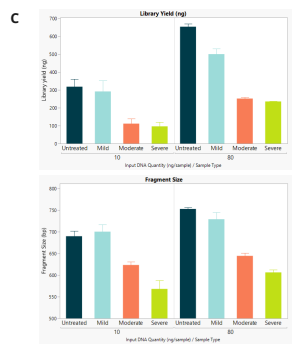 C
Library Yield (ng)
700
600
500
400
300
200
100
0
Library yield (ng)
Untreated Mild Moderate Severe Untreated Mild Moderate Severe
10 80
Input DNA Quantity (ng/sample) / Sample Type
Fragment Size
800
750
700
650
600
550
500
Fragment Size (bp)
Untreated Mild Moderate Severe Untreated Mild Moderate Severe
10 80
Input DNA Quantity (ng/sample) / Sample Type